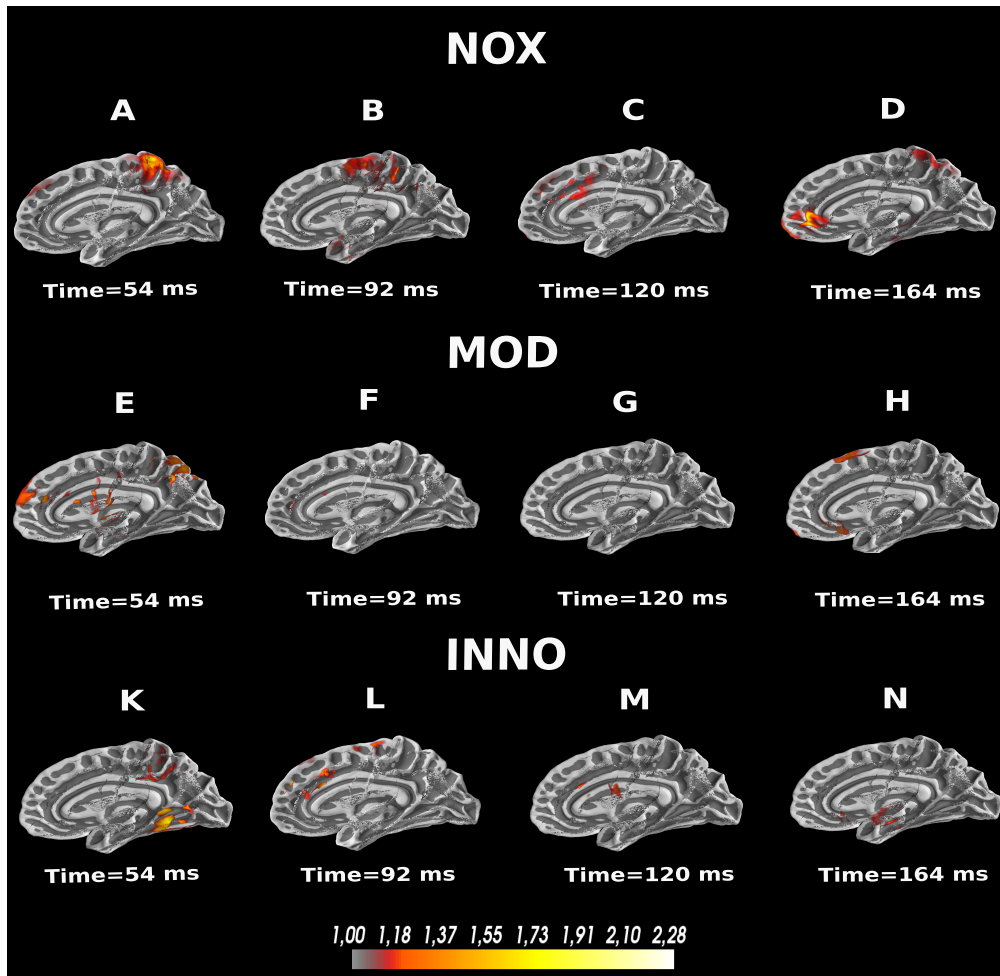 NOX
A B C D
Time=54 ms Time=92 ms Time=120 ms Time=164 ms
MOD
E F G H
Time=54 ms Time=92 ms Time=120 ms Time=164 ms
INNO
K L M N
Time=54 ms Time=92 ms Time=120 ms Time=164 ms
1,00 1,18 1,37 1,55 1,73 1,91 2,10 2,28